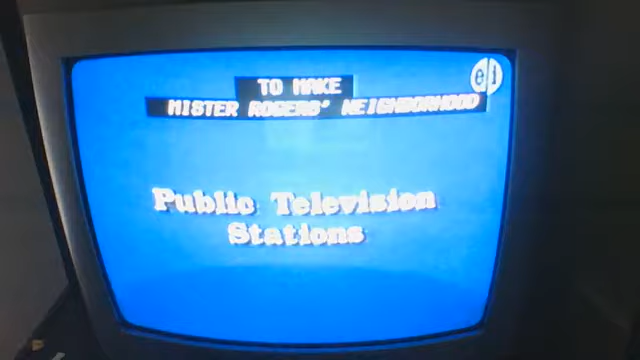 TO MAKE
MISTER ROGERS' NEIGHBORHOOD
Public Television
Stations
e/i